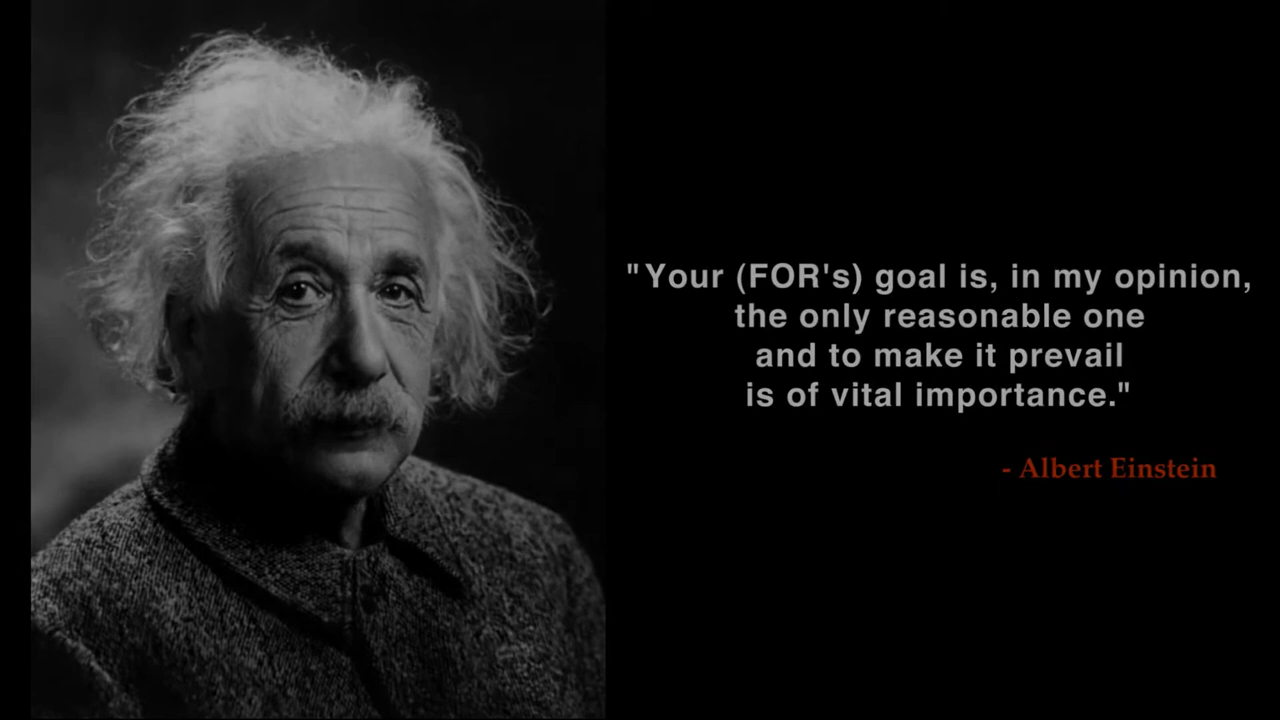 "Your (FOR's) goal is, in my opinion,
the only reasonable one
and to make it prevail
is of vital importance."
- Albert Einstein